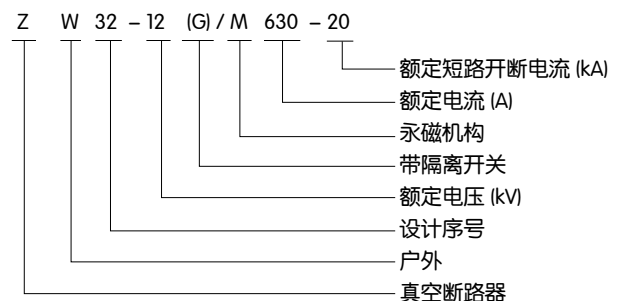 Z W 32 – 12 (G) / M 630 – 20
额定短路开断电流 (kA)
额定电流 (A)
永磁机构
带隔离开关
额定电压 (kV)
设计序号
户外
真空断路器